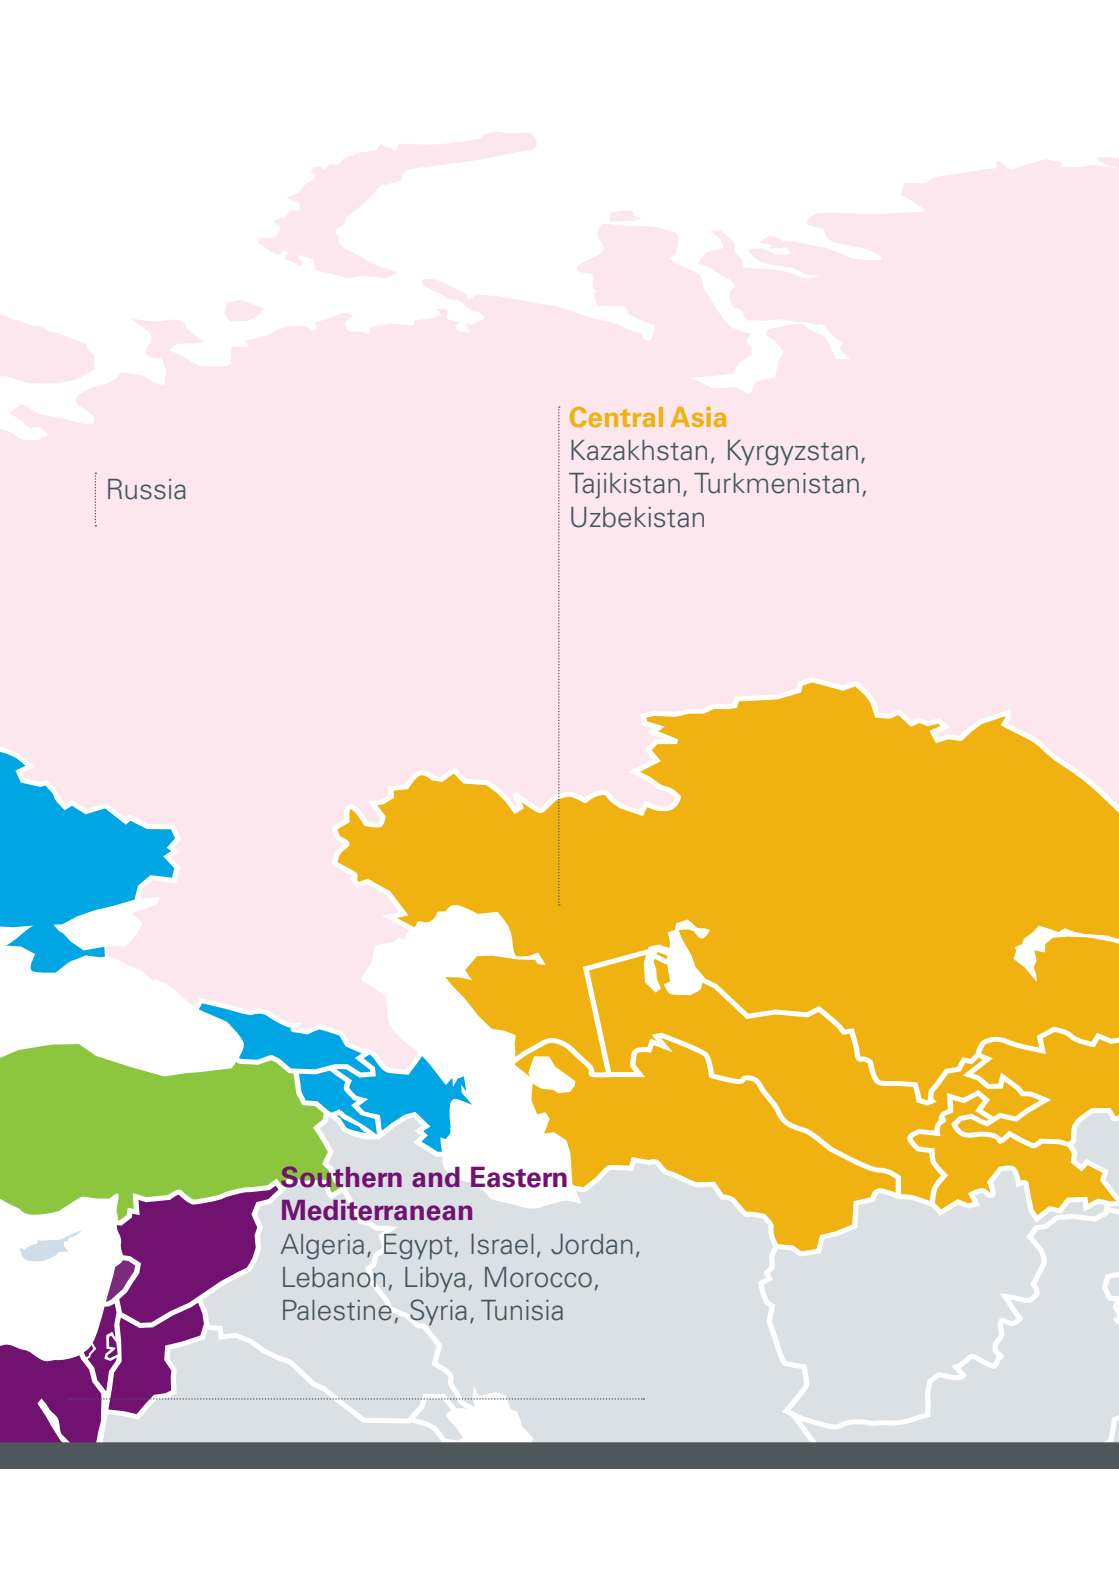 Central Asia
Kazakhstan, Kyrgyzstan,
Tajikistan, Turkmenistan,
Uzbekistan
Russia
Southern and Eastern
Mediterranean
Algeria, Egypt, Israel, Jordan,
Lebanon, Libya, Morocco,
Palestine, Syria, Tunisia